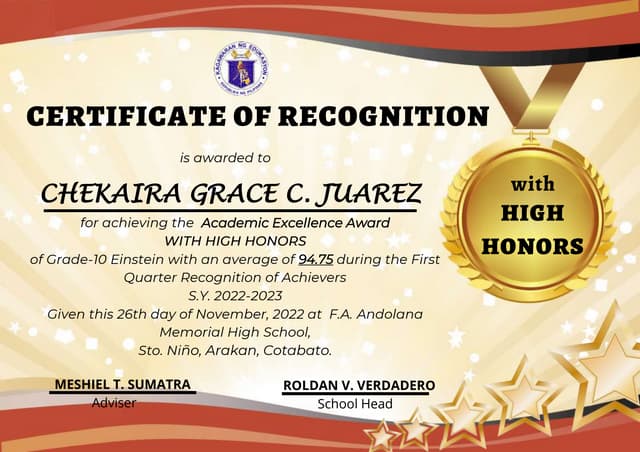 KAGAWARAN NG EDUKASYON
REPUBLIKA NG PILIPINAS
CERTIFICATE OF RECOGNITION
is awarded to
CHEKAIRA GRACE C. JUAREZ
for achieving the Academic Excellence Award
WITH HIGH HONORS
of Grade-10 Einstein with an average of 94.75 during the First
Quarter Recognition of Achievers
S.Y. 2022-2023
Given this 26th day of November, 2022 at F.A. Andolana
Memorial High School,
Sto. Niño, Arakan, Cotabato.
with
HIGH
HONORS
MESHIEL T. SUMATRA
Adviser
ROLDAN V. VERDADERO
School Head